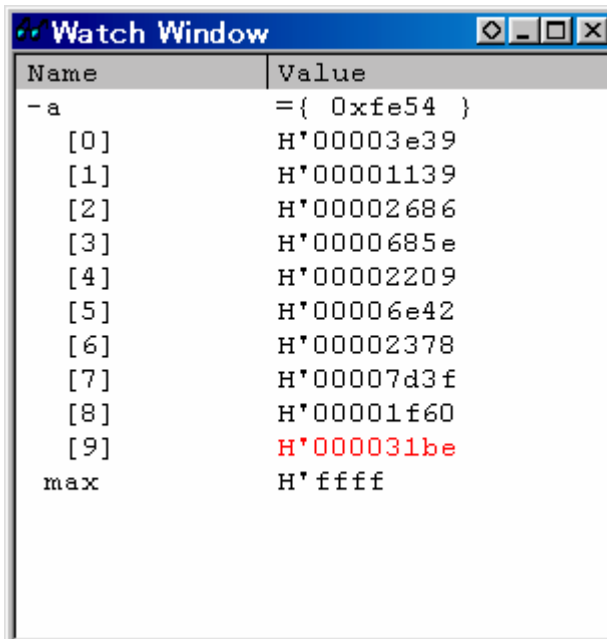 Watch Window
Name Value
-a ={ 0xfe54 }
[0] H'00003e39
[1] H'00001139
[2] H'00002686
[3] H'0000685e
[4] H'00002209
[5] H'00006e42
[6] H'00002378
[7] H'00007d3f
[8] H'00001f60
[9] H'000031be
max H'ffff